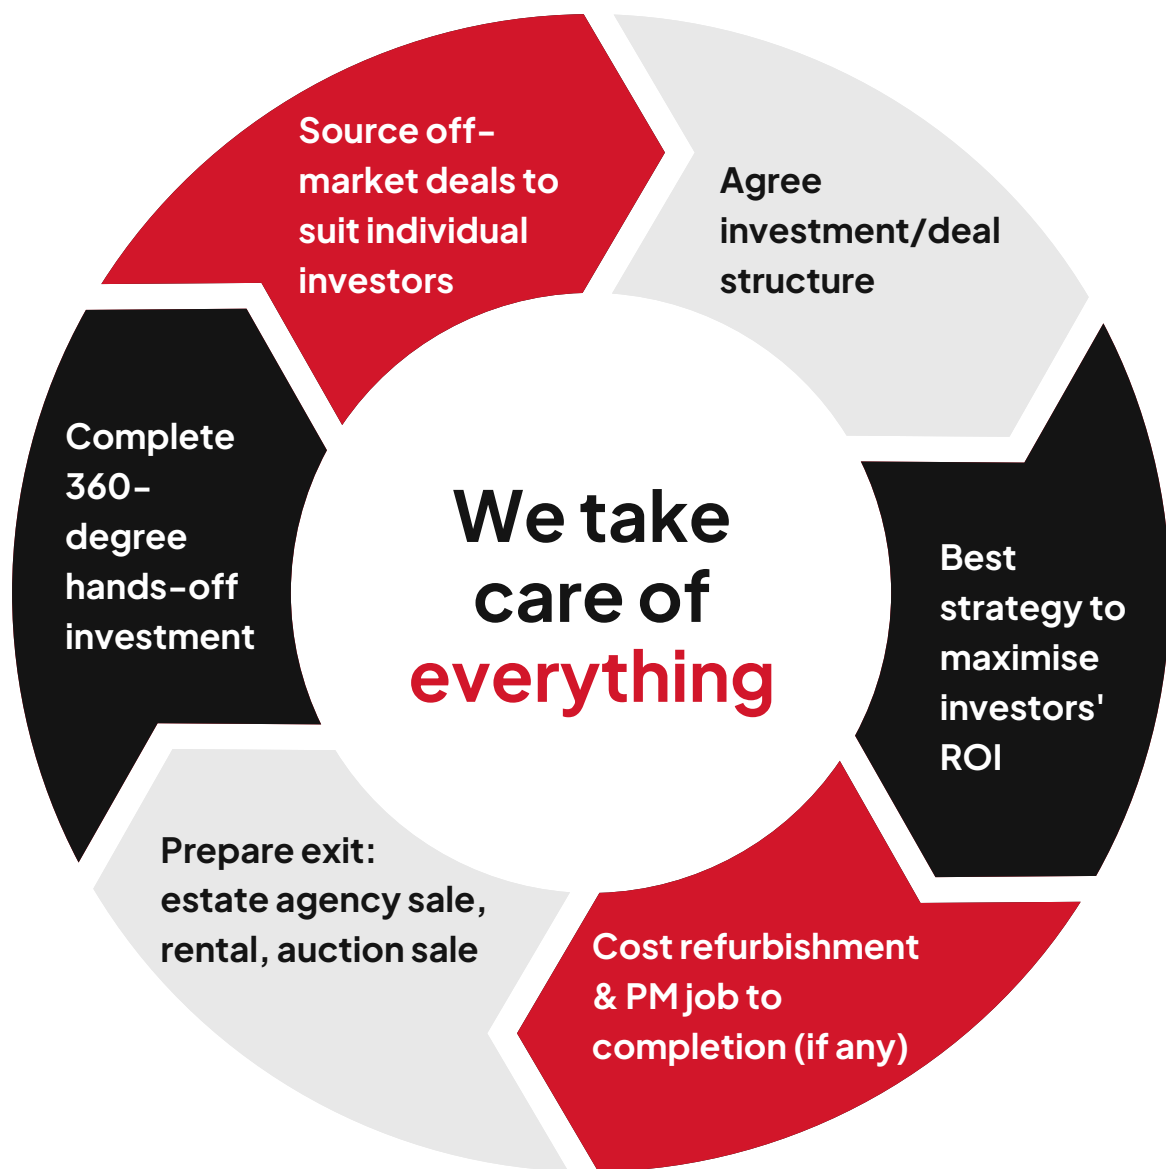 Source off-
market deals to
suit individual
investors
Agree
investment/deal
structure
Best
strategy to
maximise
investors'
ROI
Cost refurbishment
& PM job to
completion (if any)
Prepare exit:
estate agency sale,
rental, auction sale
Complete
360-
degree
hands-off
investment
We take
care of
everything